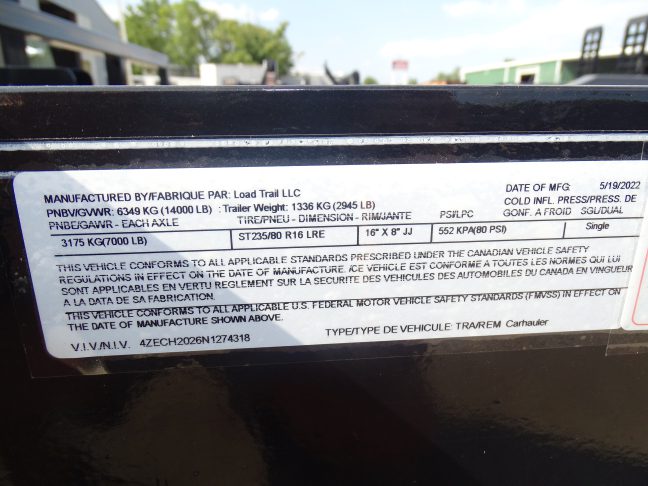 MANUFACTURED BY/FABRIQUE PAR: Load Trail LLC DATE OF MFG: 5/19/2022
PNBV/GVWR: 6349 KG (14000 LB) : Trailer Weight: 1336 KG (2945 LB) COLD INFL. PRESS/PRESS. DE
PNBE/GAWR - EACH AXLE TIRE/PNEU - DIMENSION - RIM/JANTE PSI/LPC GONF. A FROID SGL/DUAL
3175 KG(7000 LB) ST235/80 R16 LRE 16" X 8" JJ 552 KPA(80 PSI) Single
THIS VEHICLE CONFORMS TO ALL APPLICABLE STANDARDS PRESCRIBED UNDER THE CANADIAN VEHICLE SAFETY
REGULATIONS IN EFFECT ON THE DATE OF MANUFACTURE. /CE VEHICLE EST CONFORME A TOUTES LES NORMES QUI LUI
SONT APPLICABLES EN VERTU REGLEMENT SUR LA SECURITE DES VEHICULES DES AUTOMOBILES DU CANADA EN VINGUEUR
A LA DATA DE SA FABRICATION.
THIS VEHICLE CONFORMS TO ALL APPLICABLE U.S. FEDERAL MOTOR VEHICLE SAFETY STANDARDS (FMVSS) IN EFFECT ON
THE DATE OF MANUFACTURE SHOWN ABOVE.
V.I.V/N.I.V. 4ZECH2026N1274318 TYPE/TYPE DE VEHICULE: TRA/REM Carhauler